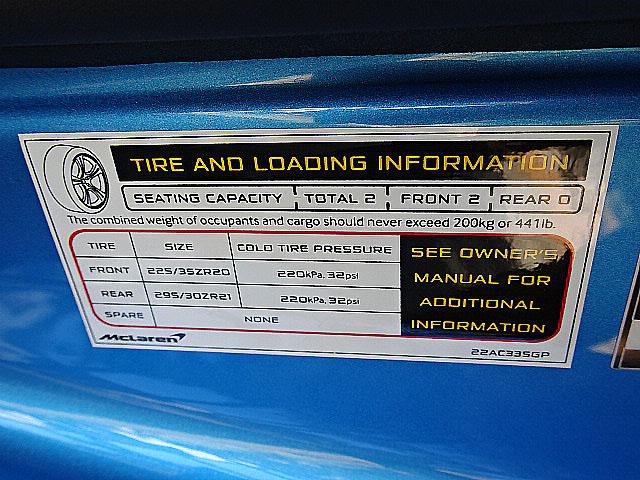 TIRE AND LOADING INFORMATION
SEATING CAPACITY TOTAL 2 FRONT 2 REAR 0
The combined weight of occupants and cargo should never exceed 200kg or 441lb.
TIRE SIZE COLD TIRE PRESSURE
FRONT 225/35ZR20 220kPa, 32psi
REAR 295/30ZR21 220kPa, 32psi
SPARE NONE
SEE OWNER'S
MANUAL FOR
ADDITIONAL
INFORMATION
McLaren
22AC335GP